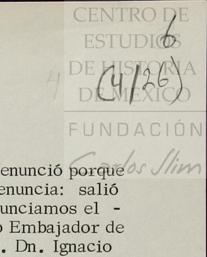 CENTRO DE
ESTUDIOS
DE HISTORIA
DE MÉXICO
6
(4/26)
4
FUNDACIÓN
Carlos Slim
enunció porque
enuncia: salió
unciamos el -
o Embajador de
. Dn. Ignacio